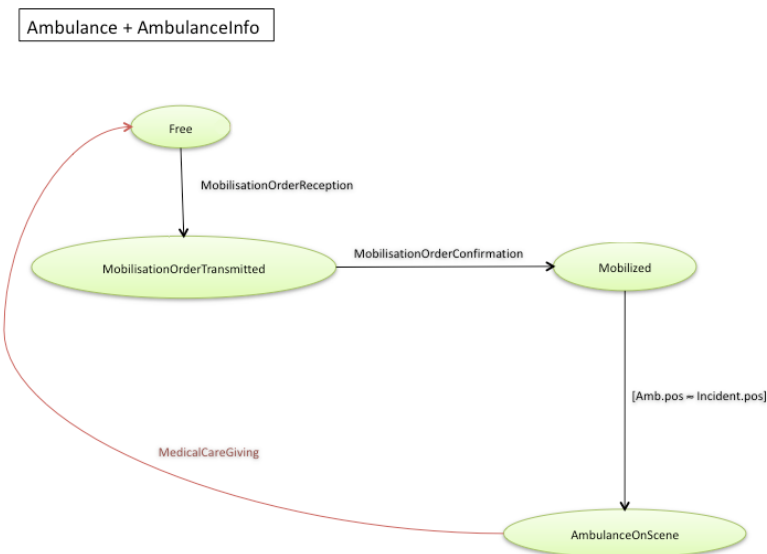 Ambulance + AmbulanceInfo
Free
MobilisationOrderReception
MobilisationOrderTransmitted
MobilisationOrderConfirmation
Mobilized
[Amb.pos ≈ Incident.pos]
MedicalCareGiving
AmbulanceOnScene